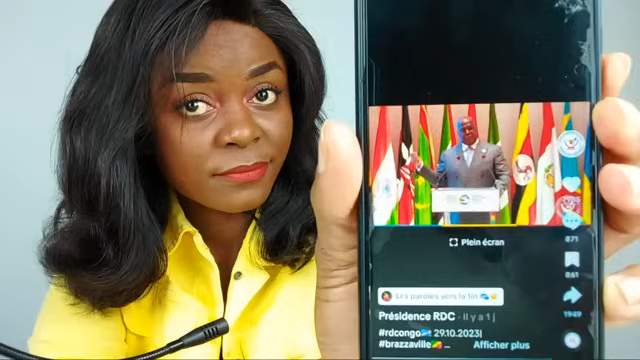 871
861
1949
Plein écran
Les paroles vers la fin
Présidence RDC · Il y a 1 j
#rdcongo 29.10.2023|
#brazzaville ... Afficher plus